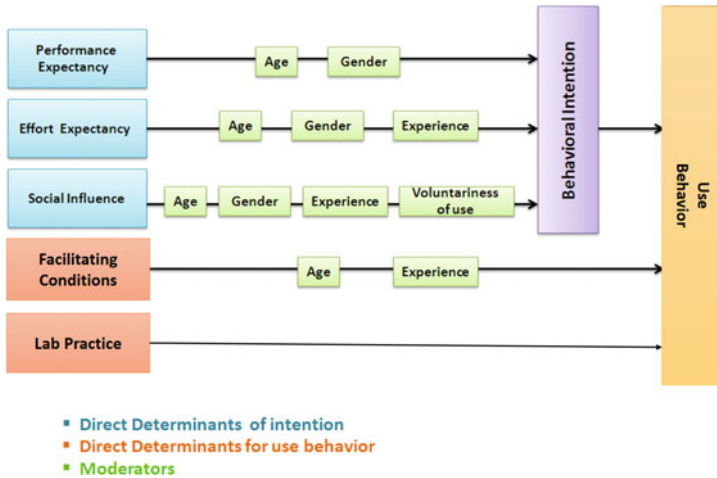 Performance
Expectancy
Age
Gender
Effort Expectancy
Age
Gender
Experience
Social Influence
Age
Gender
Experience
Voluntariness
of use
Behavioral Intention
Facilitating
Conditions
Age
Experience
Lab Practice
Use
Behavior
▪ Direct Determinants of intention
▪ Direct Determinants for use behavior
▪ Moderators